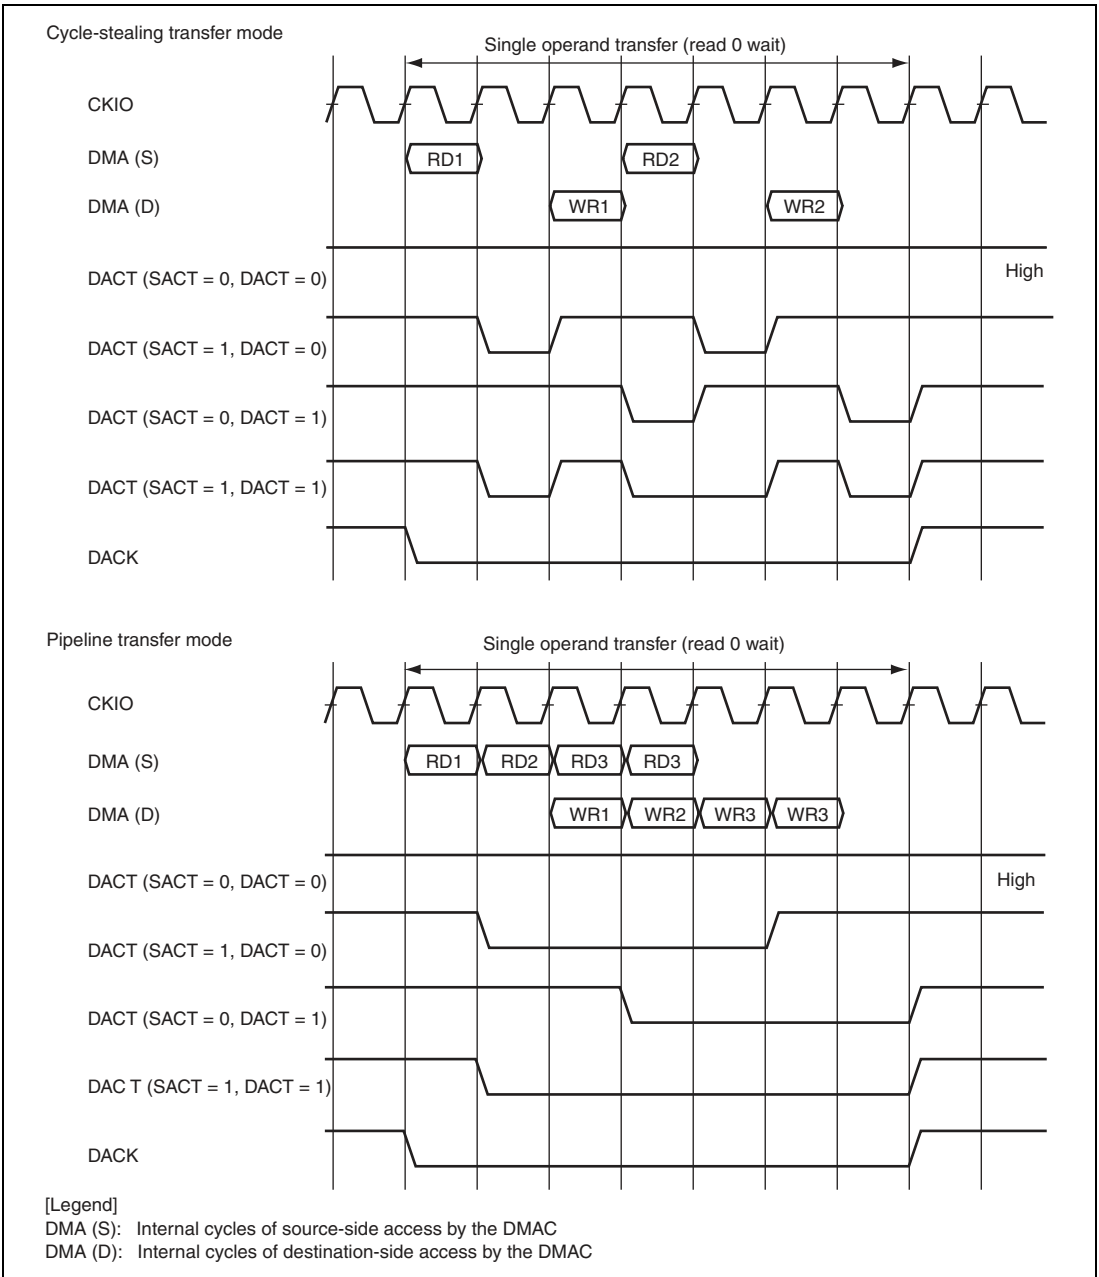 Cycle-stealing transfer mode
Single operand transfer (read 0 wait)
CKIO
DMA (S)
RD1
RD2
DMA (D)
WR1
WR2
DACT (SACT = 0, DACT = 0)
High
DACT (SACT = 1, DACT = 0)
DACT (SACT = 0, DACT = 1)
DACT (SACT = 1, DACT = 1)
DACK
Pipeline transfer mode
Single operand transfer (read 0 wait)
CKIO
DMA (S)
RD1
RD2
RD3
RD3
DMA (D)
WR1
WR2
WR3
WR3
DACT (SACT = 0, DACT = 0)
High
DACT (SACT = 1, DACT = 0)
DACT (SACT = 0, DACT = 1)
DAC T (SACT = 1, DACT = 1)
DACK
[Legend]
DMA (S): Internal cycles of source-side access by the DMAC
DMA (D): Internal cycles of destination-side access by the DMAC